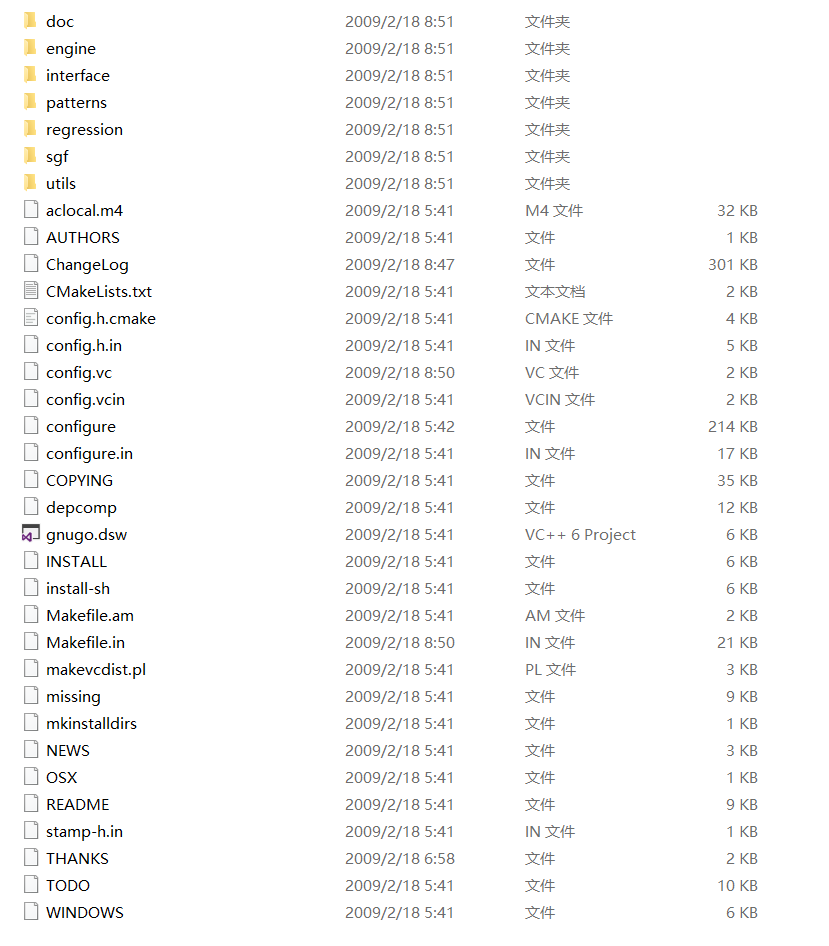 doc 2009/2/18 8:51 文件夹
engine 2009/2/18 8:51 文件夹
interface 2009/2/18 8:51 文件夹
patterns 2009/2/18 8:51 文件夹
regression 2009/2/18 8:51 文件夹
sgf 2009/2/18 8:51 文件夹
utils 2009/2/18 8:51 文件夹
aclocal.m4 2009/2/18 5:41 M4 文件 32 KB
AUTHORS 2009/2/18 5:41 文件 1 KB
ChangeLog 2009/2/18 8:47 文件 301 KB
CMakeLists.txt 2009/2/18 5:41 文本文档 2 KB
config.h.cmake 2009/2/18 5:41 CMAKE 文件 4 KB
config.h.in 2009/2/18 5:41 IN 文件 5 KB
config.vc 2009/2/18 8:50 VC 文件 2 KB
config.vcin 2009/2/18 5:41 VCIN 文件 2 KB
configure 2009/2/18 5:42 文件 214 KB
configure.in 2009/2/18 5:41 IN 文件 17 KB
COPYING 2009/2/18 5:41 文件 35 KB
depcomp 2009/2/18 5:41 文件 12 KB
gnugo.dsw 2009/2/18 5:41 VC++ 6 Project 6 KB
INSTALL 2009/2/18 5:41 文件 6 KB
install-sh 2009/2/18 5:41 文件 6 KB
Makefile.am 2009/2/18 5:41 AM 文件 2 KB
Makefile.in 2009/2/18 8:50 IN 文件 21 KB
makevcdist.pl 2009/2/18 5:41 PL 文件 3 KB
missing 2009/2/18 5:41 文件 9 KB
mkinstalldirs 2009/2/18 5:41 文件 1 KB
NEWS 2009/2/18 5:41 文件 3 KB
OSX 2009/2/18 5:41 文件 1 KB
README 2009/2/18 5:41 文件 9 KB
stamp-h.in 2009/2/18 5:41 IN 文件 1 KB
THANKS 2009/2/18 6:58 文件 2 KB
TODO 2009/2/18 5:41 文件 10 KB
WINDOWS 2009/2/18 5:41 文件 6 KB